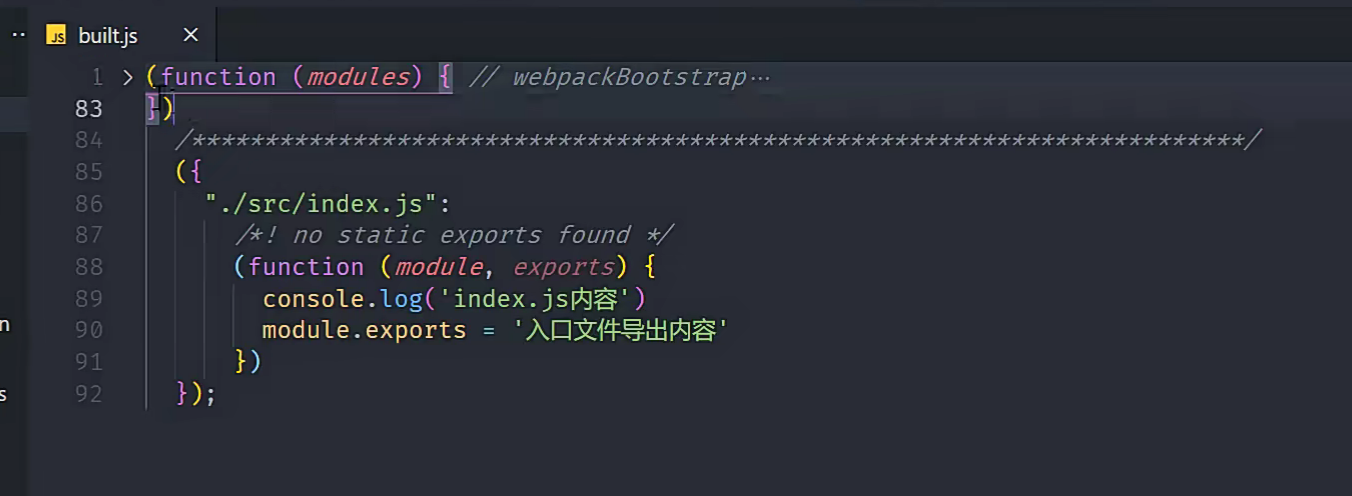 JS built.js ×
1 (function (modules) { // webpackBootstrap…
83 })
84 /************************************************************************/
85 ({
86 "./src/index.js":
87 /*! no static exports found */
88 (function (module, exports) {
89 console.log('index.js内容')
90 module.exports = '入口文件导出内容'
91 })
92 });
n
s